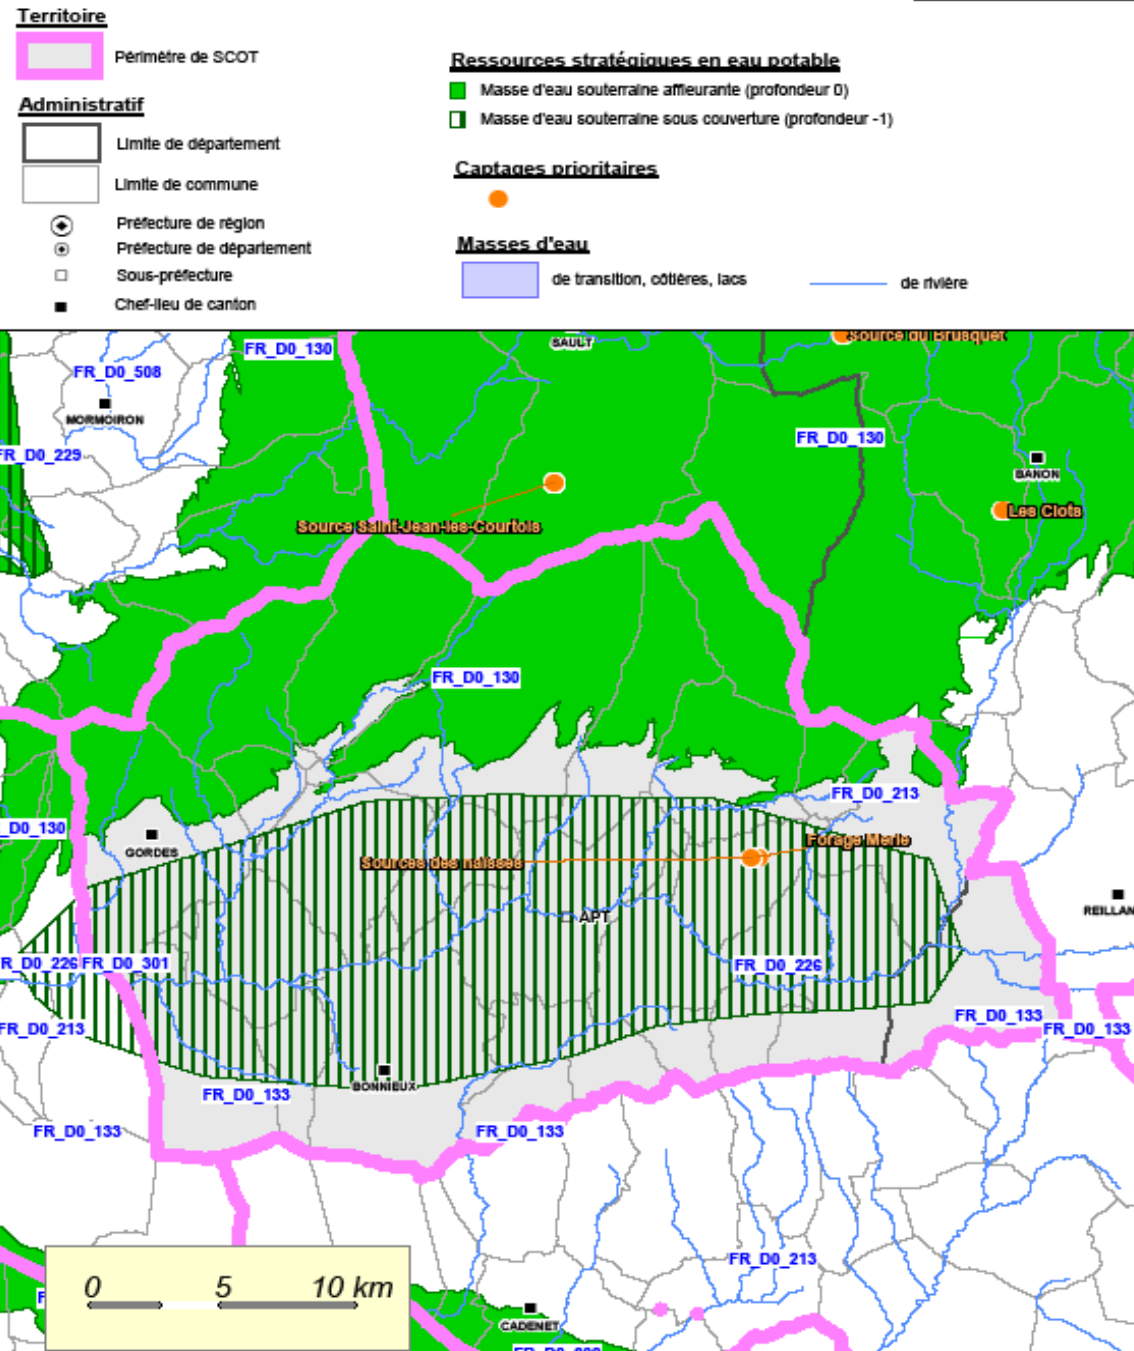 Territoire
Périmètre de SCOT
Administratif
Limite de département
Limite de commune
Préfecture de région
Préfecture de département
Sous-préfecture
Chef-lieu de canton
Ressources stratégiques en eau potable
Masse d'eau souterraine affleurante (profondeur 0)
Masse d'eau souterraine sous couverture (profondeur -1)
Captages prioritaires
Masses d'eau
de transition, côtières, lacs
de rivière
SAULT
Source du Brusquet
FR_D0_130
FR_D0_508
MORMOIRON
FR_D0_130
FR_D0_229
BANON
Les Clots
Source Saint-Jean-les-Courtois
FR_D0_130
FR_D0_213
_D0_130
GORDES
Forage Merle
Sources des naisses
REILLAN
APT
R_D0_226
FR_D0_301
FR_D0_226
FR_D0_213
FR_D0_133
FR_D0_133
BONNIEUX
FR_D0_133
FR_D0_133
FR_D0_133
FR_D0_213
0 5 10 km
F
CADENET